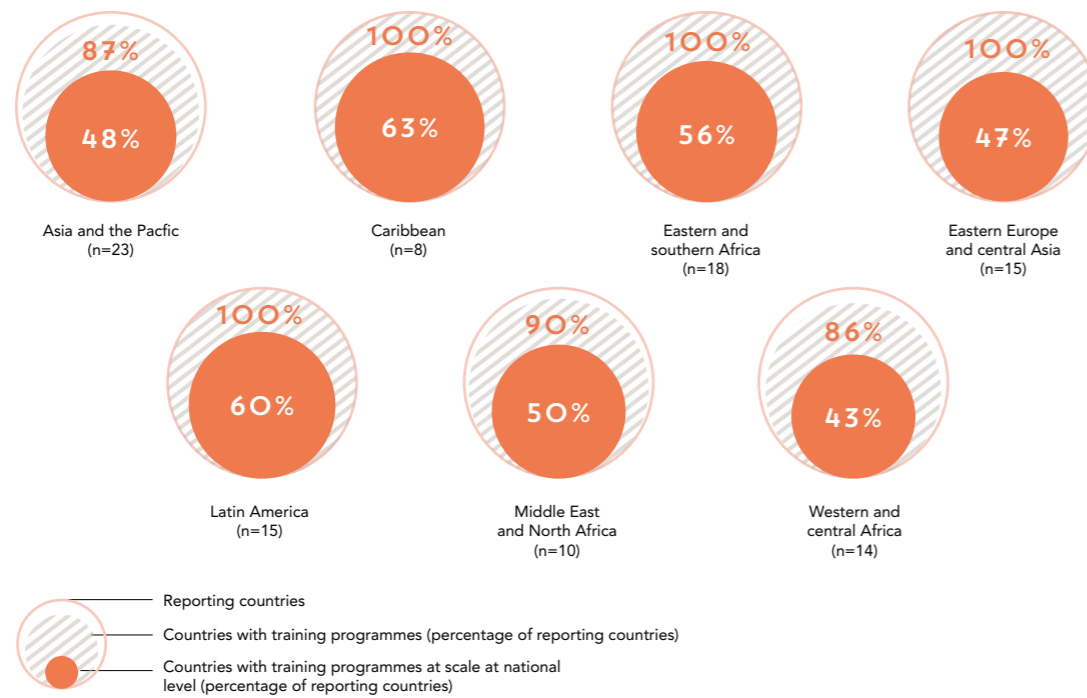 87%
48%
Asia and the Pacfic
(n=23)
100%
63%
Caribbean
(n=8)
100%
56%
Eastern and
southern Africa
(n=18)
100%
47%
Eastern Europe
and central Asia
(n=15)
100%
60%
Latin America
(n=15)
90%
50%
Middle East
and North Africa
(n=10)
86%
43%
Western and
central Africa
(n=14)
Reporting countries
Countries with training programmes (percentage of reporting countries)
Countries with training programmes at scale at national
level (percentage of reporting countries)